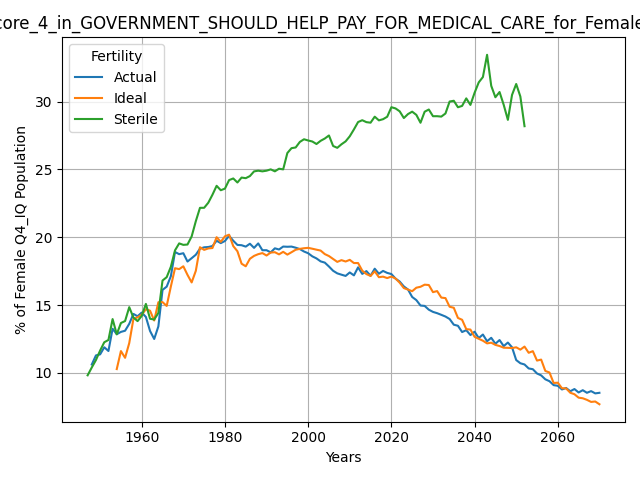 core_4_in_GOVERNMENT_SHOULD_HELP_PAY_FOR_MEDICAL_CARE_for_Female
Fertility
Actual
Ideal
Sterile
% of Female Q4_IQ Population
30
25
20
15
10
1960 1980 2000 2020 2040 2060
Years